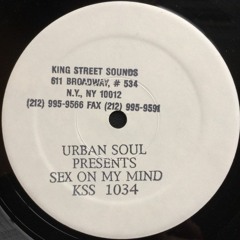 KING STREET SOUNDS
611 BROADWAY, # 534
N.Y., NY 10012
(212) 995-9566 FAX (212) 995-9591
URBAN SOUL
PRESENTS
SEX ON MY MIND
KSS 1034